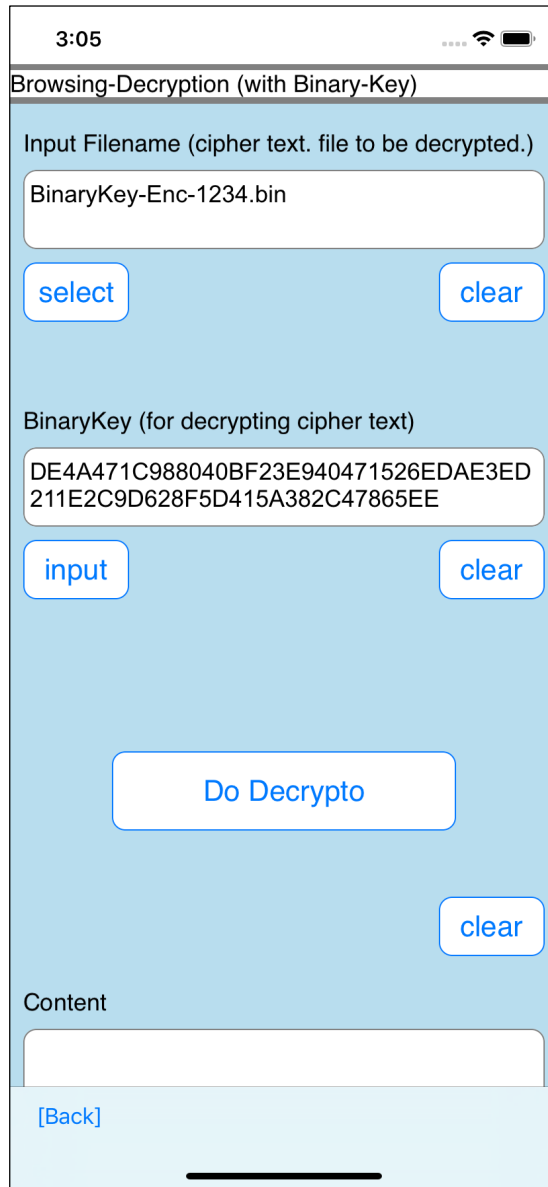 3:05
Browsing-Decryption (with Binary-Key)
Input Filename (cipher text. file to be decrypted.)
BinaryKey-Enc-1234.bin
select
clear
BinaryKey (for decrypting cipher text)
DE4A471C988040BF23E940471526EDAE3ED
211E2C9D628F5D415A382C47865EE
input
clear
Do Decrypto
clear
Content
[Back]